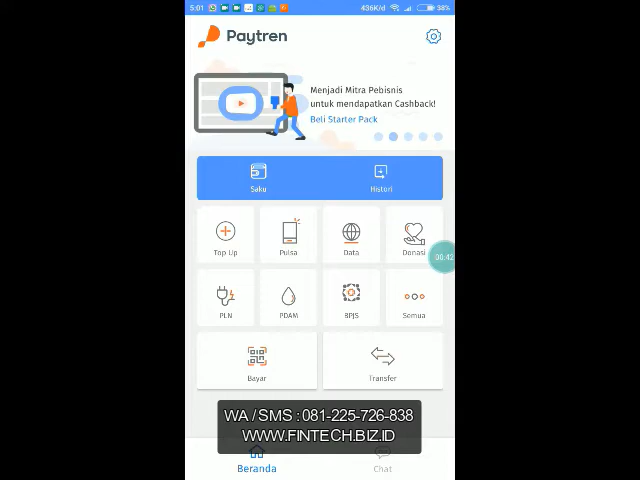 5:01
436K/d
38%
Paytren
Menjadi Mitra Pebisnis
untuk mendapatkan Cashback!
Beli Starter Pack
Saku
Histori
Top Up
Pulsa
Data
Donasi
00:42
PLN
PDAM
BPJS
Semua
Bayar
Transfer
WA / SMS : 081-225-726-838
WWW.FINTECH.BIZ.ID
Beranda
Chat